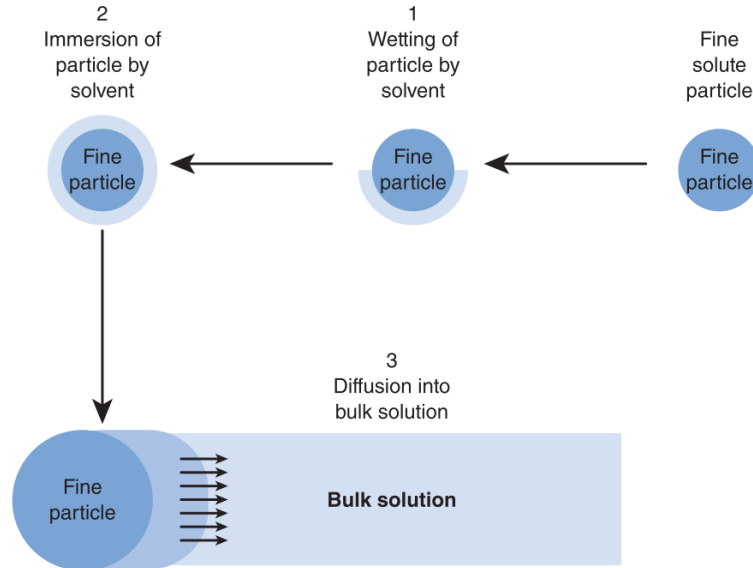 2
Immersion of
particle by
solvent
1
Wetting of
particle by
solvent
Fine
solute
particle
Fine
particle
Fine
particle
Fine
particle
3
Diffusion into
bulk solution
Fine
particle
Bulk solution